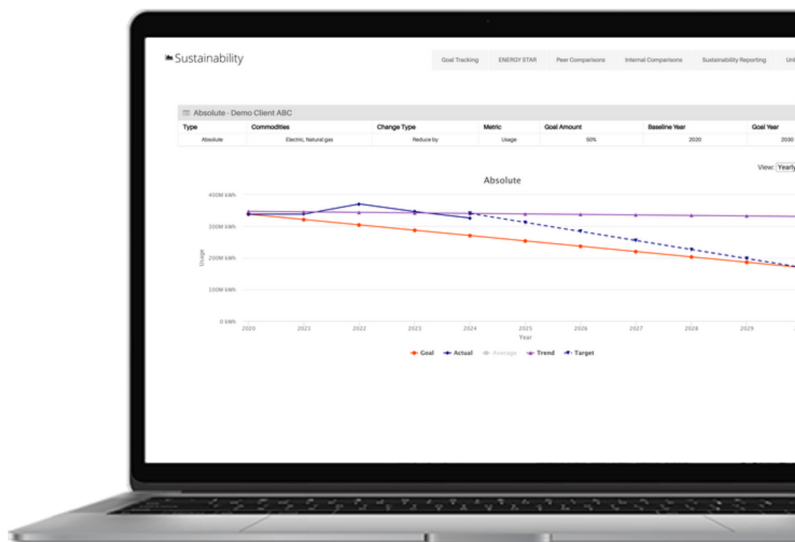 Sustainability
Goal Tracking ENERGY STAR Peer Comparisons Internal Comparisons Sustainability Reporting
Absolute - Demo Client ABC
Type Commodities Change Type Metric Goal Amount Baseline Year Goal Year
Absolute Electric, Natural gas Reduce by Usage 50% 2020 2030
View: Yearly
Absolute
400M kWh
300M kWh
200M kWh
100M kWh
0 kWh
Usage
2020 2021 2022 2023 2024 2025 2026 2027 2028 2029
Year
Goal Actual Average Trend Target